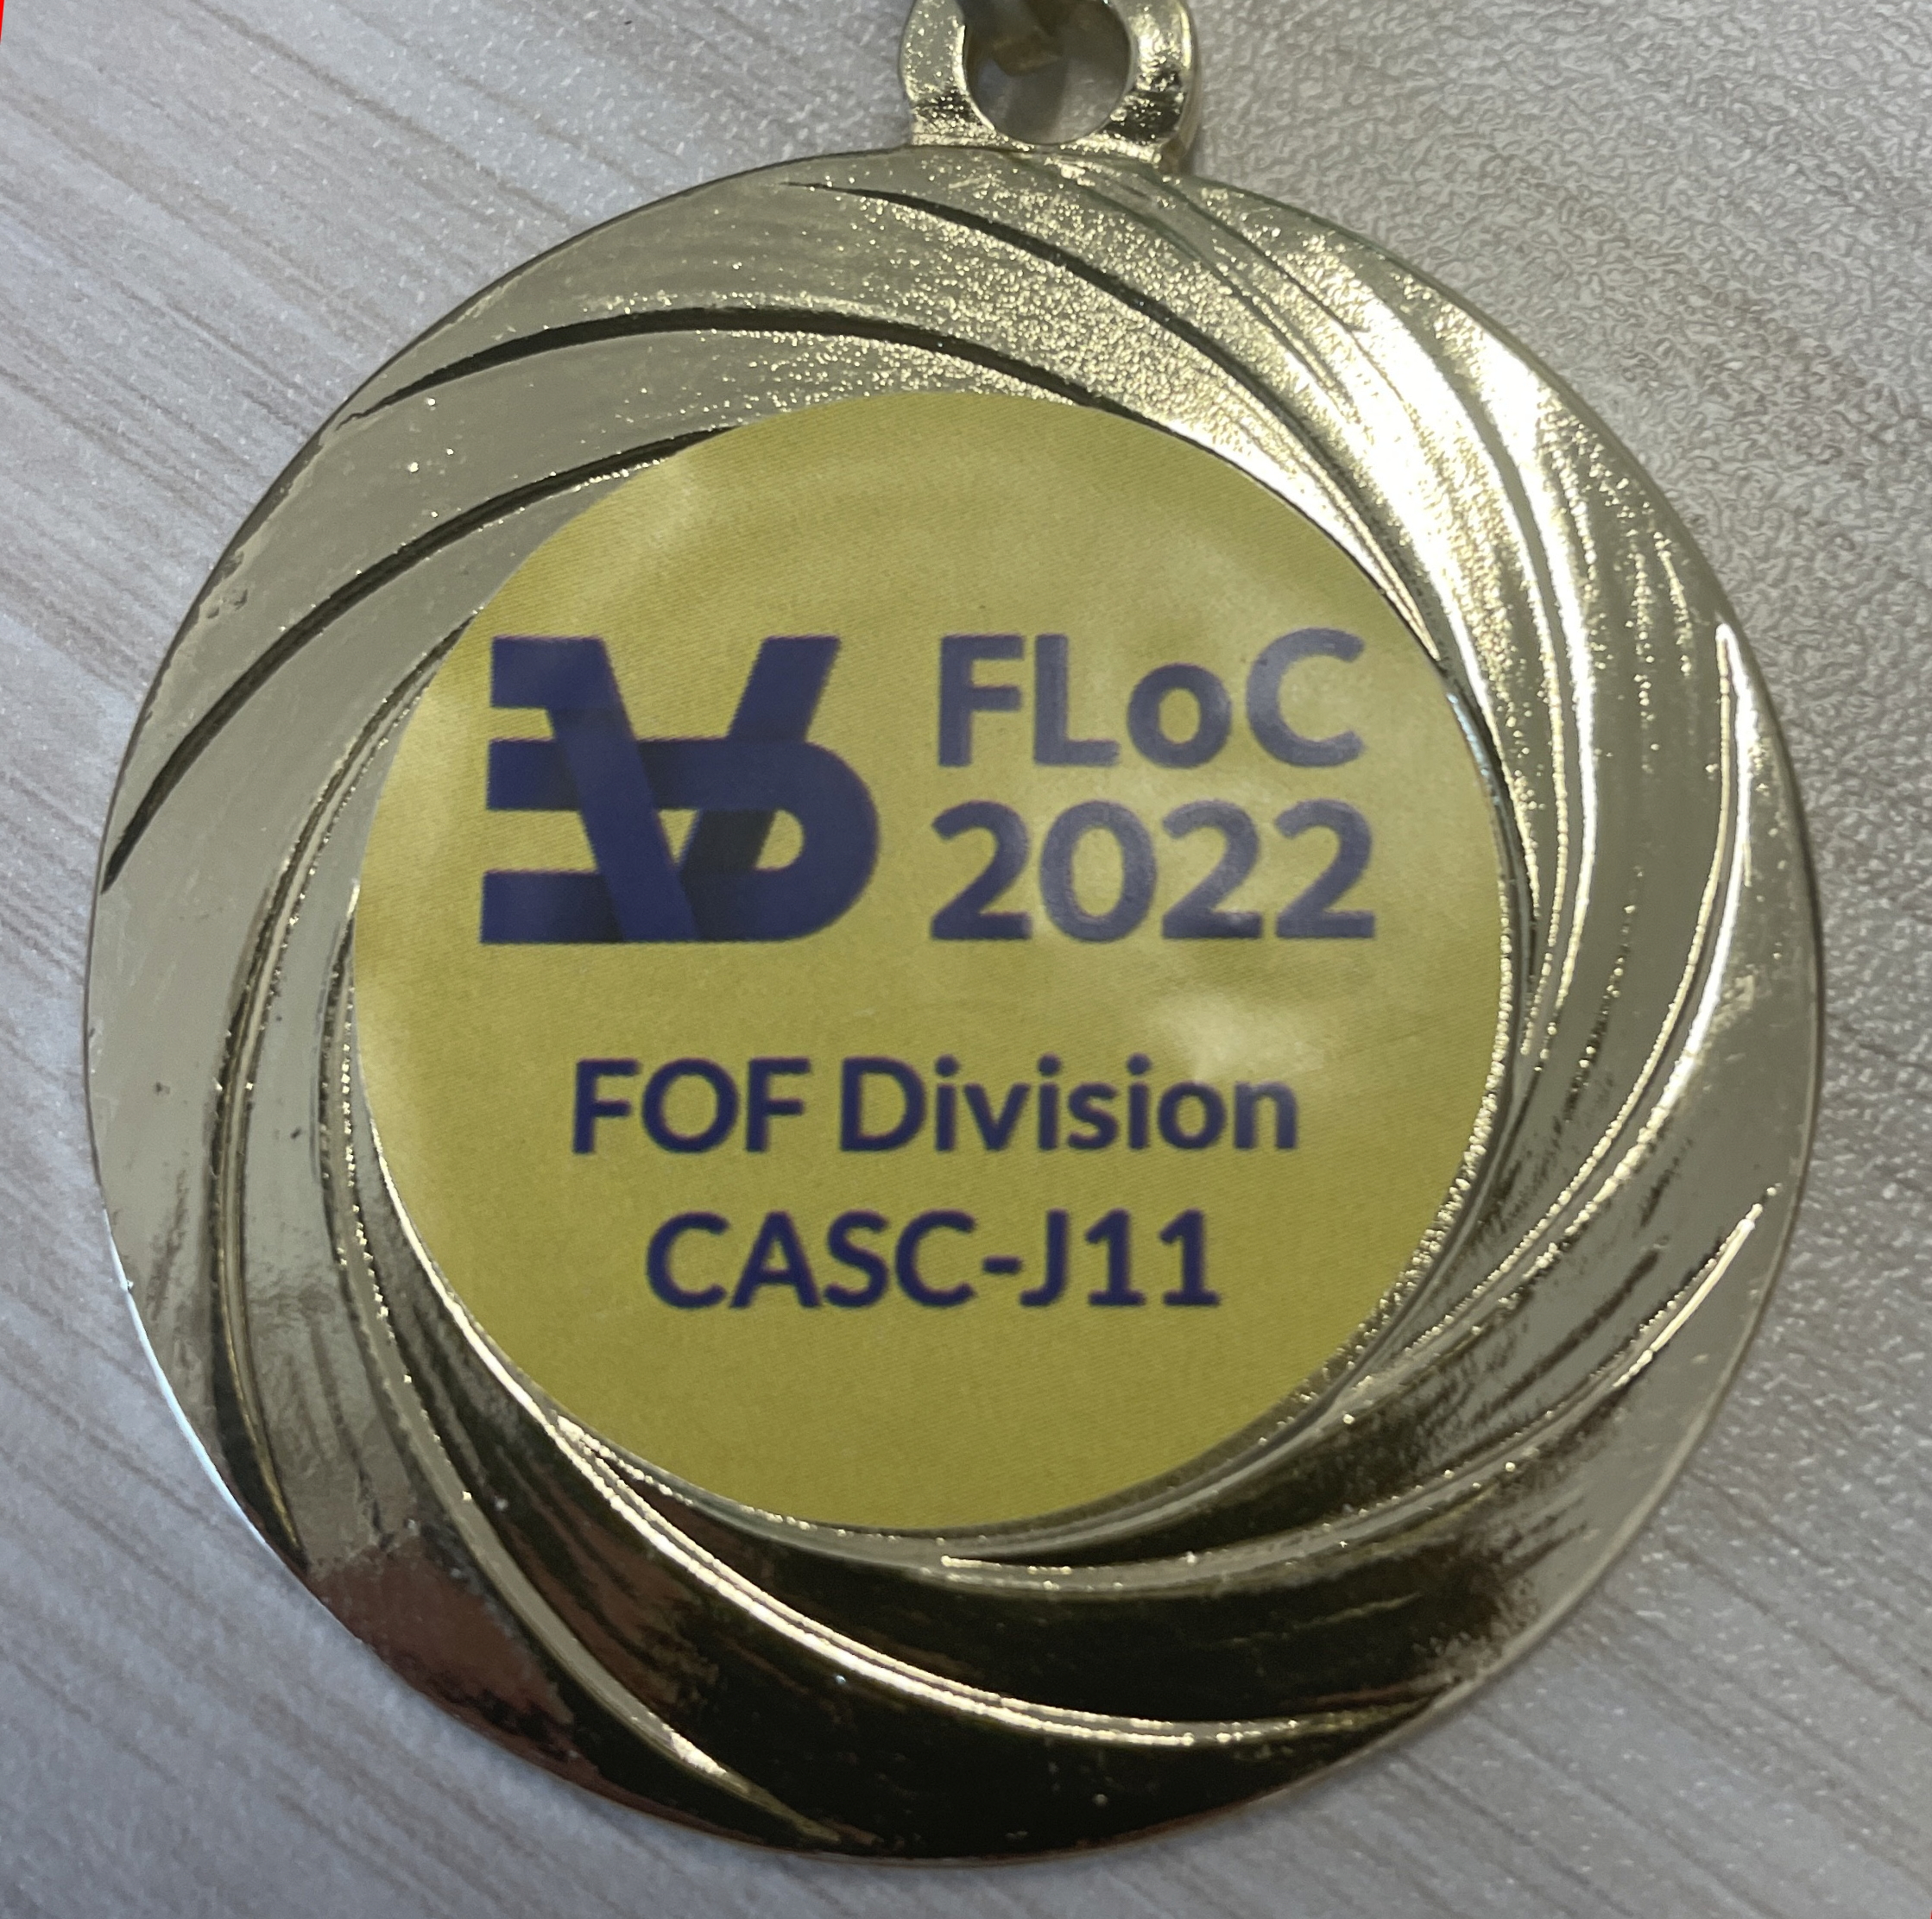 FLoC
2022
FOF Division
CASC-J11